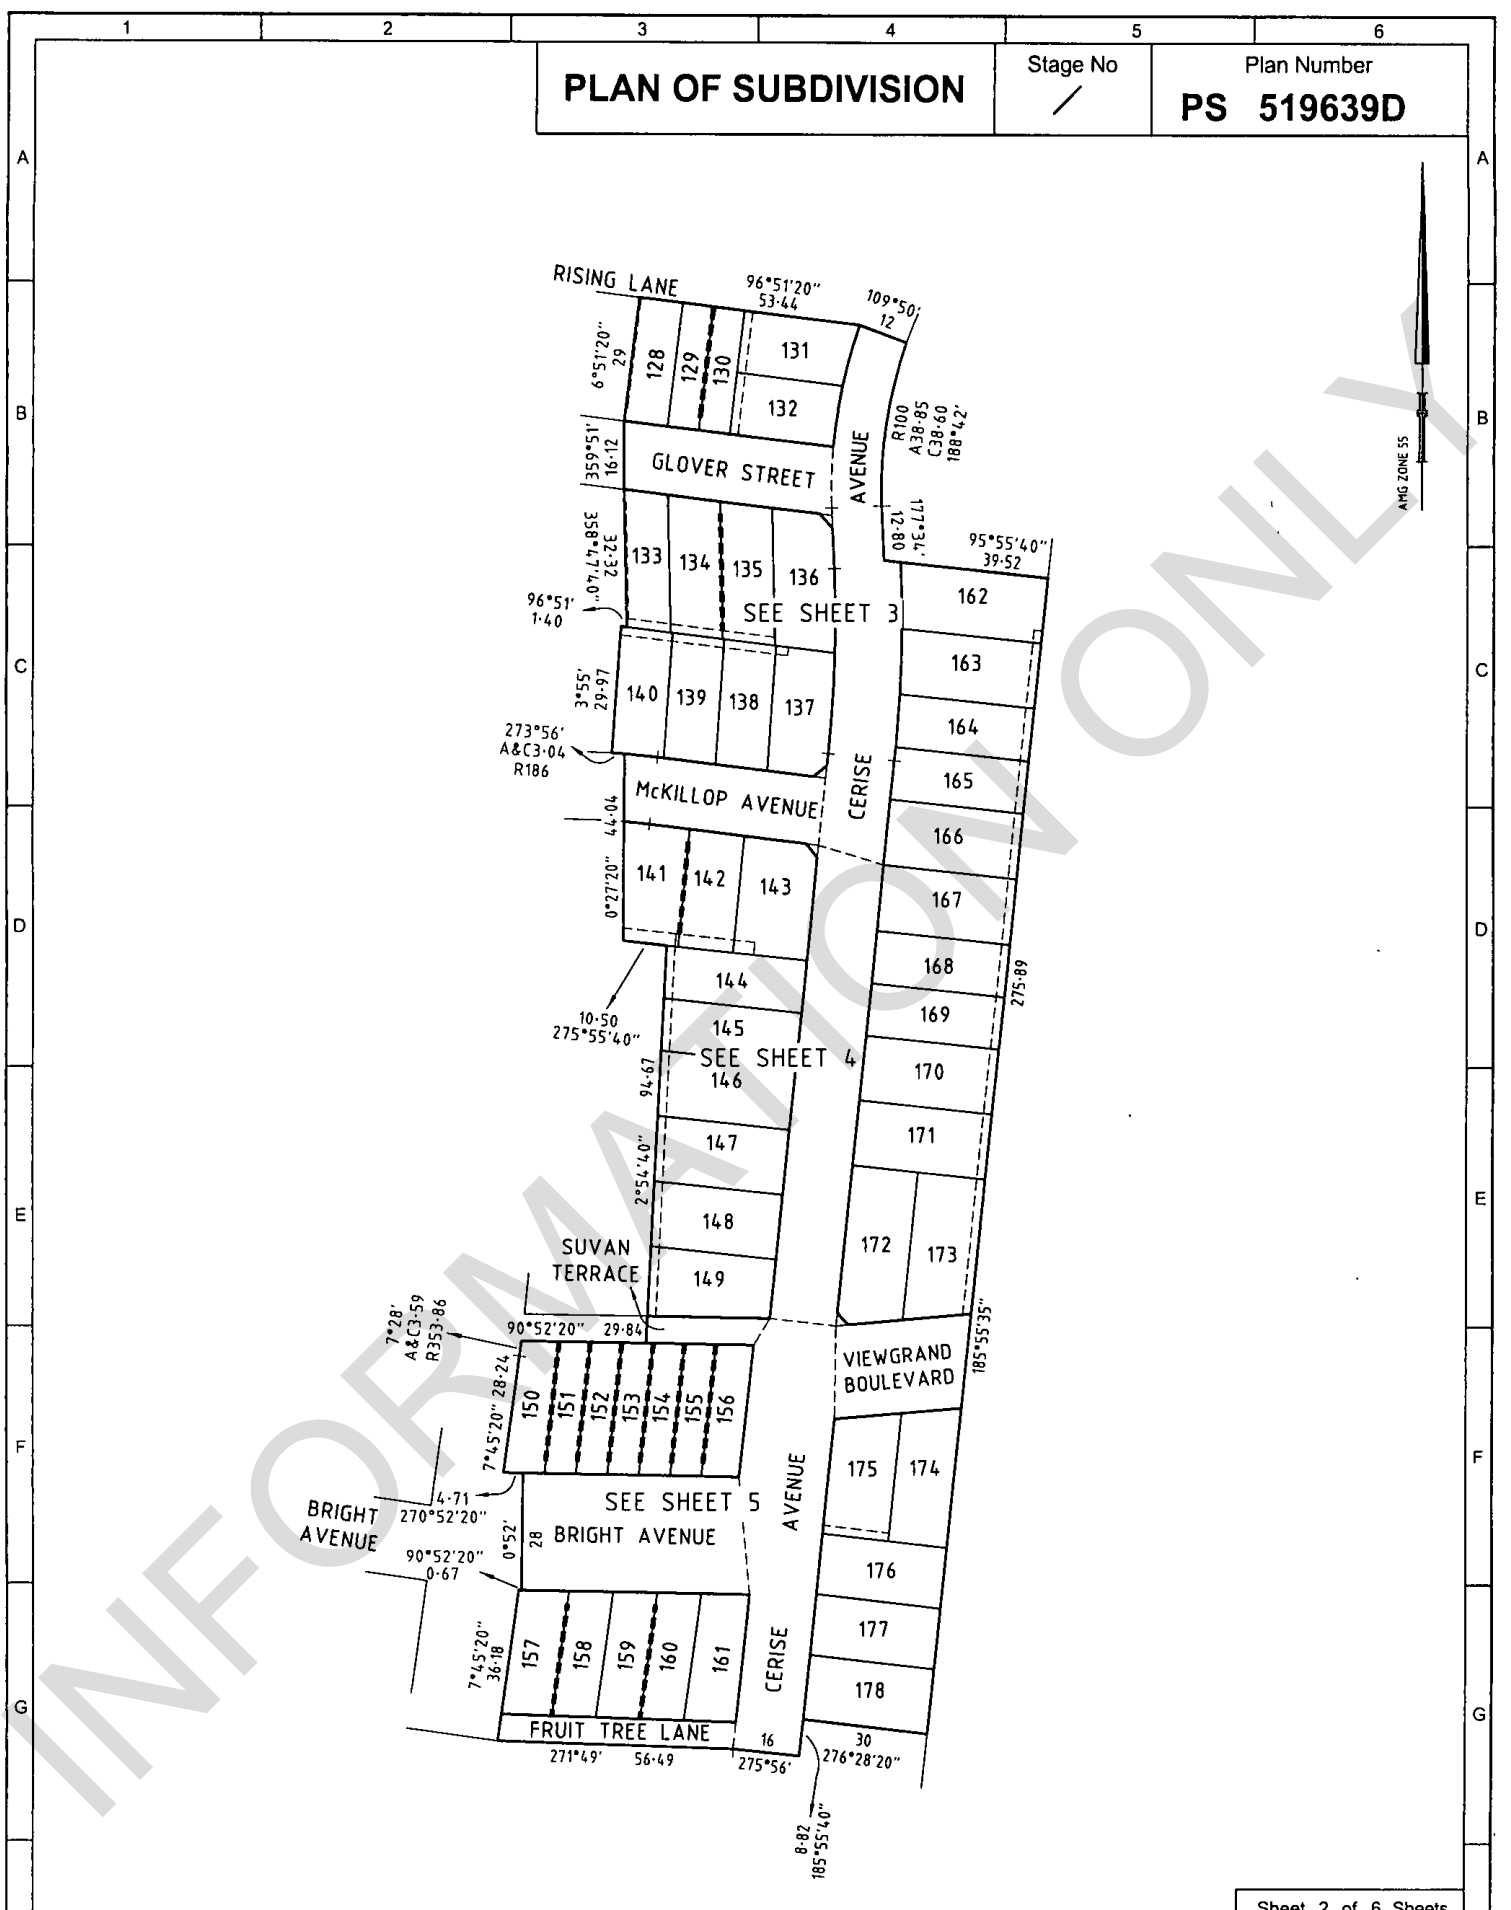 1 2 3 4 5 6
PLAN OF SUBDIVISION
Stage No
/
Plan Number
PS 519639D
A
A
B
B
C
C
D
D
E
E
F
F
G
G
AMG ZONE 55
RISING LANE
96°51'20"
53·44
109°50'
12
6°51'20"
29
128
129
130
131
132
R100
A38·85
C38·60
188°42'
359°51'
16·12
GLOVER STREET
AVENUE
177°34'
12·80
95°55'40"
39·52
358°47'40"
32·32
133
134
135
136
162
SEE SHEET 3
96°51'
1·40
163
3°55'
29·97
140
139
138
137
164
273°56'
A&C3·04
R186
165
McKILLOP AVENUE
CERISE
44·04
0°27'20"
166
141
142
143
167
168
275·89
144
10·50
275°55'40"
145
169
SEE SHEET 4
94·67
2°54'40"
146
170
147
171
148
172
173
SUVAN
TERRACE
149
7°28'
A&C3·59
R353·86
90°52'20" 29·84
185°55'35"
VIEWGRAND
BOULEVARD
7°45'20" 28·24
150
151
152
153
154
155
156
175
174
4·71
270°52'20"
SEE SHEET 5
BRIGHT
AVENUE
0°52'
28
BRIGHT AVENUE
AVENUE
90°52'20"
0·67
176
7°45'20"
36·18
157
158
159
160
161
CERISE
177
178
FRUIT TREE LANE
271°49' 56·49
16
275°56'
30
276°28'20"
8·82
185°55'40"
Sheet 2 of 6 Sheets
INFORMATION ONLY